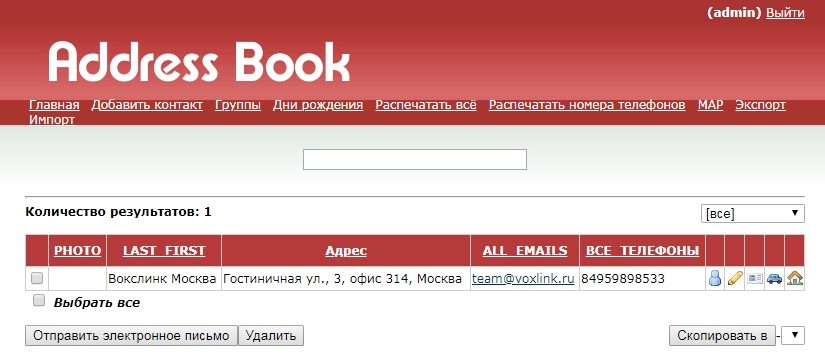 (admin) Выйти
Address Book
Главная Добавить контакт Группы Дни рождения Распечатать всё Распечатать номера телефонов MAP Экспорт
Импорт
Количество результатов: 1 [все]
PHOTO LAST_FIRST Адрес ALL_EMAILS ВСЕ_ТЕЛЕФОНЫ
Вокслинк Москва Гостиничная ул., 3, офис 314, Москва team@voxlink.ru 84959898533
Выбрать все
Отправить электронное письмо Удалить Скопировать в -